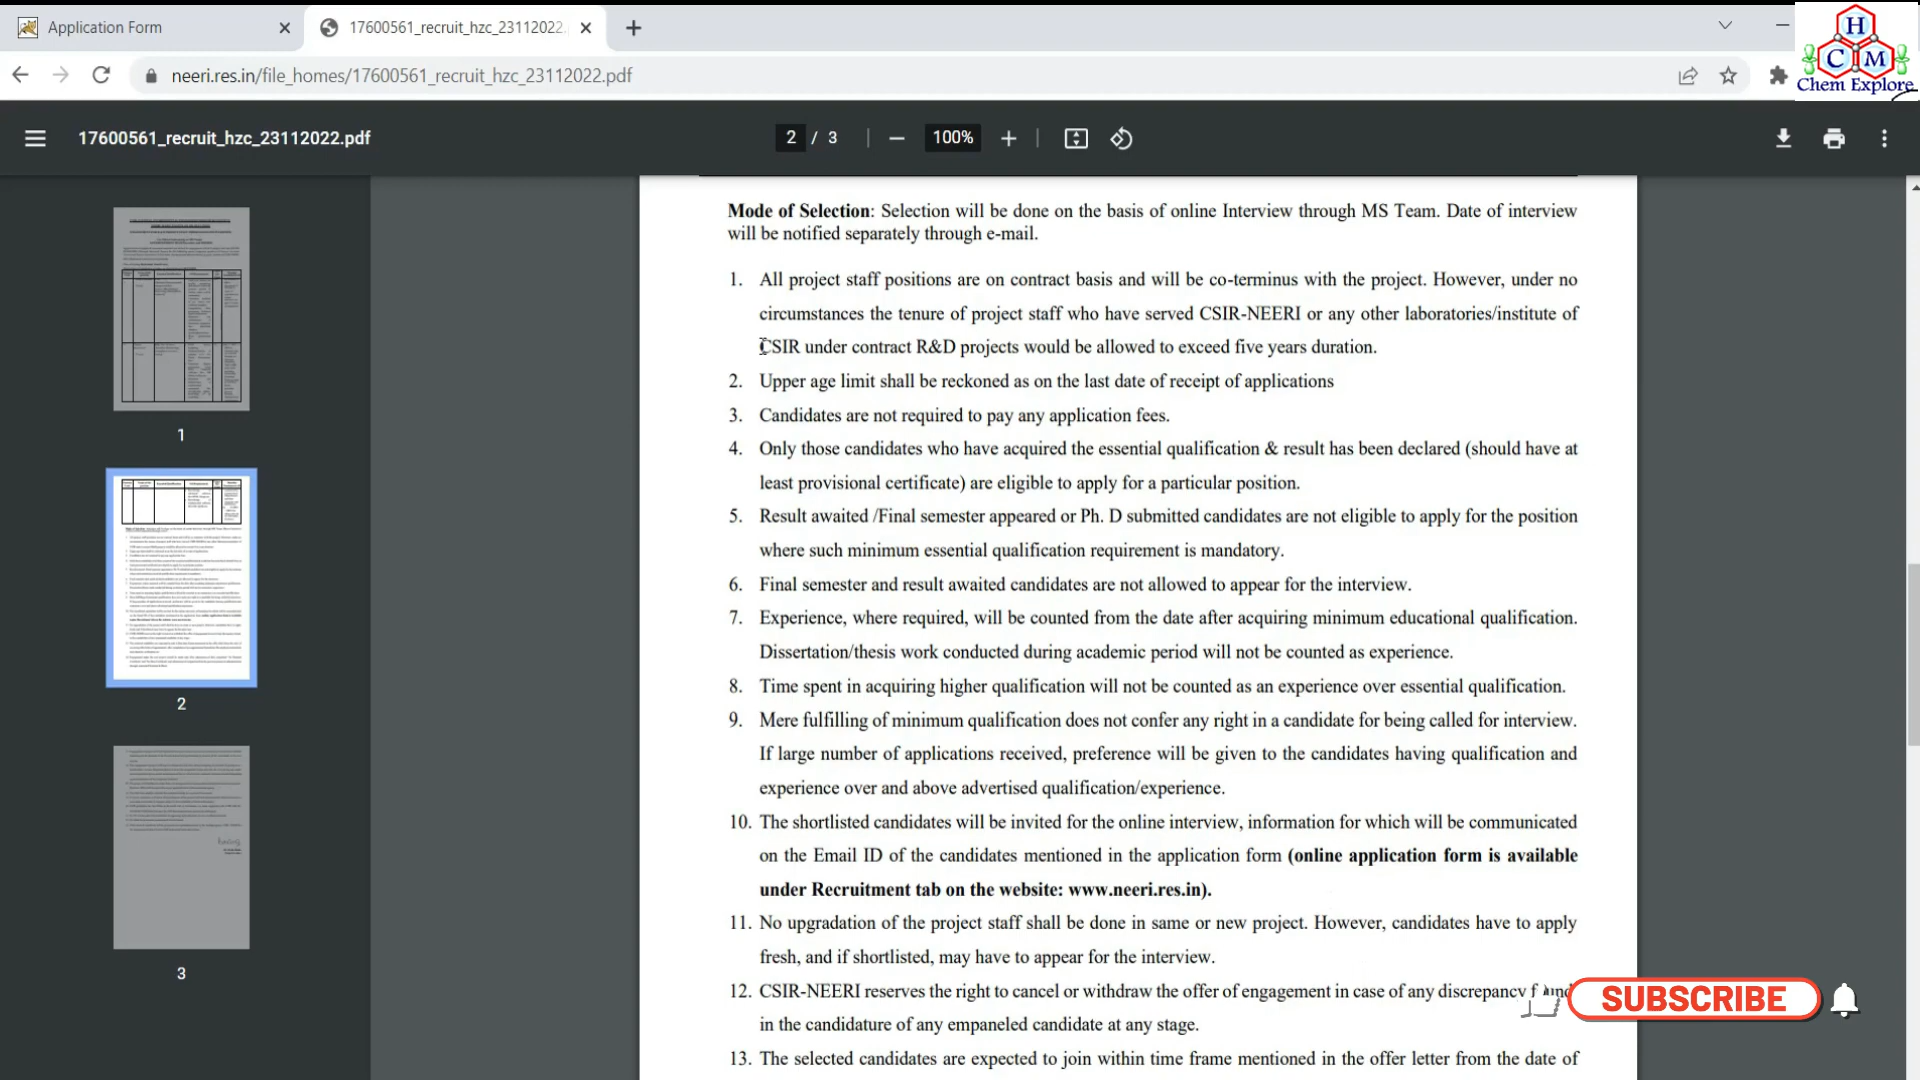 Application Form
17600561_recruit_hzc_23112022.
neeri.res.in/file_homes/17600561_recruit_hzc_23112022.pdf
H
C M
Chem Explore
17600561_recruit_hzc_23112022.pdf
2 / 3
100%
Mode of Selection: Selection will be done on the basis of online Interview through MS Team. Date of interview
will be notified separately through e-mail.
1. All project staff positions are on contract basis and will be co-terminus with the project. However, under no
circumstances the tenure of project staff who have served CSIR-NEERI or any other laboratories/institute of
CSIR under contract R&D projects would be allowed to exceed five years duration.
2. Upper age limit shall be reckoned as on the last date of receipt of applications
3. Candidates are not required to pay any application fees.
4. Only those candidates who have acquired the essential qualification & result has been declared (should have at
least provisional certificate) are eligible to apply for a particular position.
5. Result awaited /Final semester appeared or Ph. D submitted candidates are not eligible to apply for the position
where such minimum essential qualification requirement is mandatory.
6. Final semester and result awaited candidates are not allowed to appear for the interview.
7. Experience, where required, will be counted from the date after acquiring minimum educational qualification.
Dissertation/thesis work conducted during academic period will not be counted as experience.
8. Time spent in acquiring higher qualification will not be counted as an experience over essential qualification.
9. Mere fulfilling of minimum qualification does not confer any right in a candidate for being called for interview.
If large number of applications received, preference will be given to the candidates having qualification and
experience over and above advertised qualification/experience.
10. The shortlisted candidates will be invited for the online interview, information for which will be communicated
on the Email ID of the candidates mentioned in the application form (online application form is available
under Recruitment tab on the website: www.neeri.res.in).
11. No upgradation of the project staff shall be done in same or new project. However, candidates have to apply
fresh, and if shortlisted, may have to appear for the interview.
12. CSIR-NEERI reserves the right to cancel or withdraw the offer of engagement in case of any discrepancy
in the candidature of any empaneled candidate at any stage.
13. The selected candidates are expected to join within time frame mentioned in the offer letter from the date of
1
2
3
SUBSCRIBE